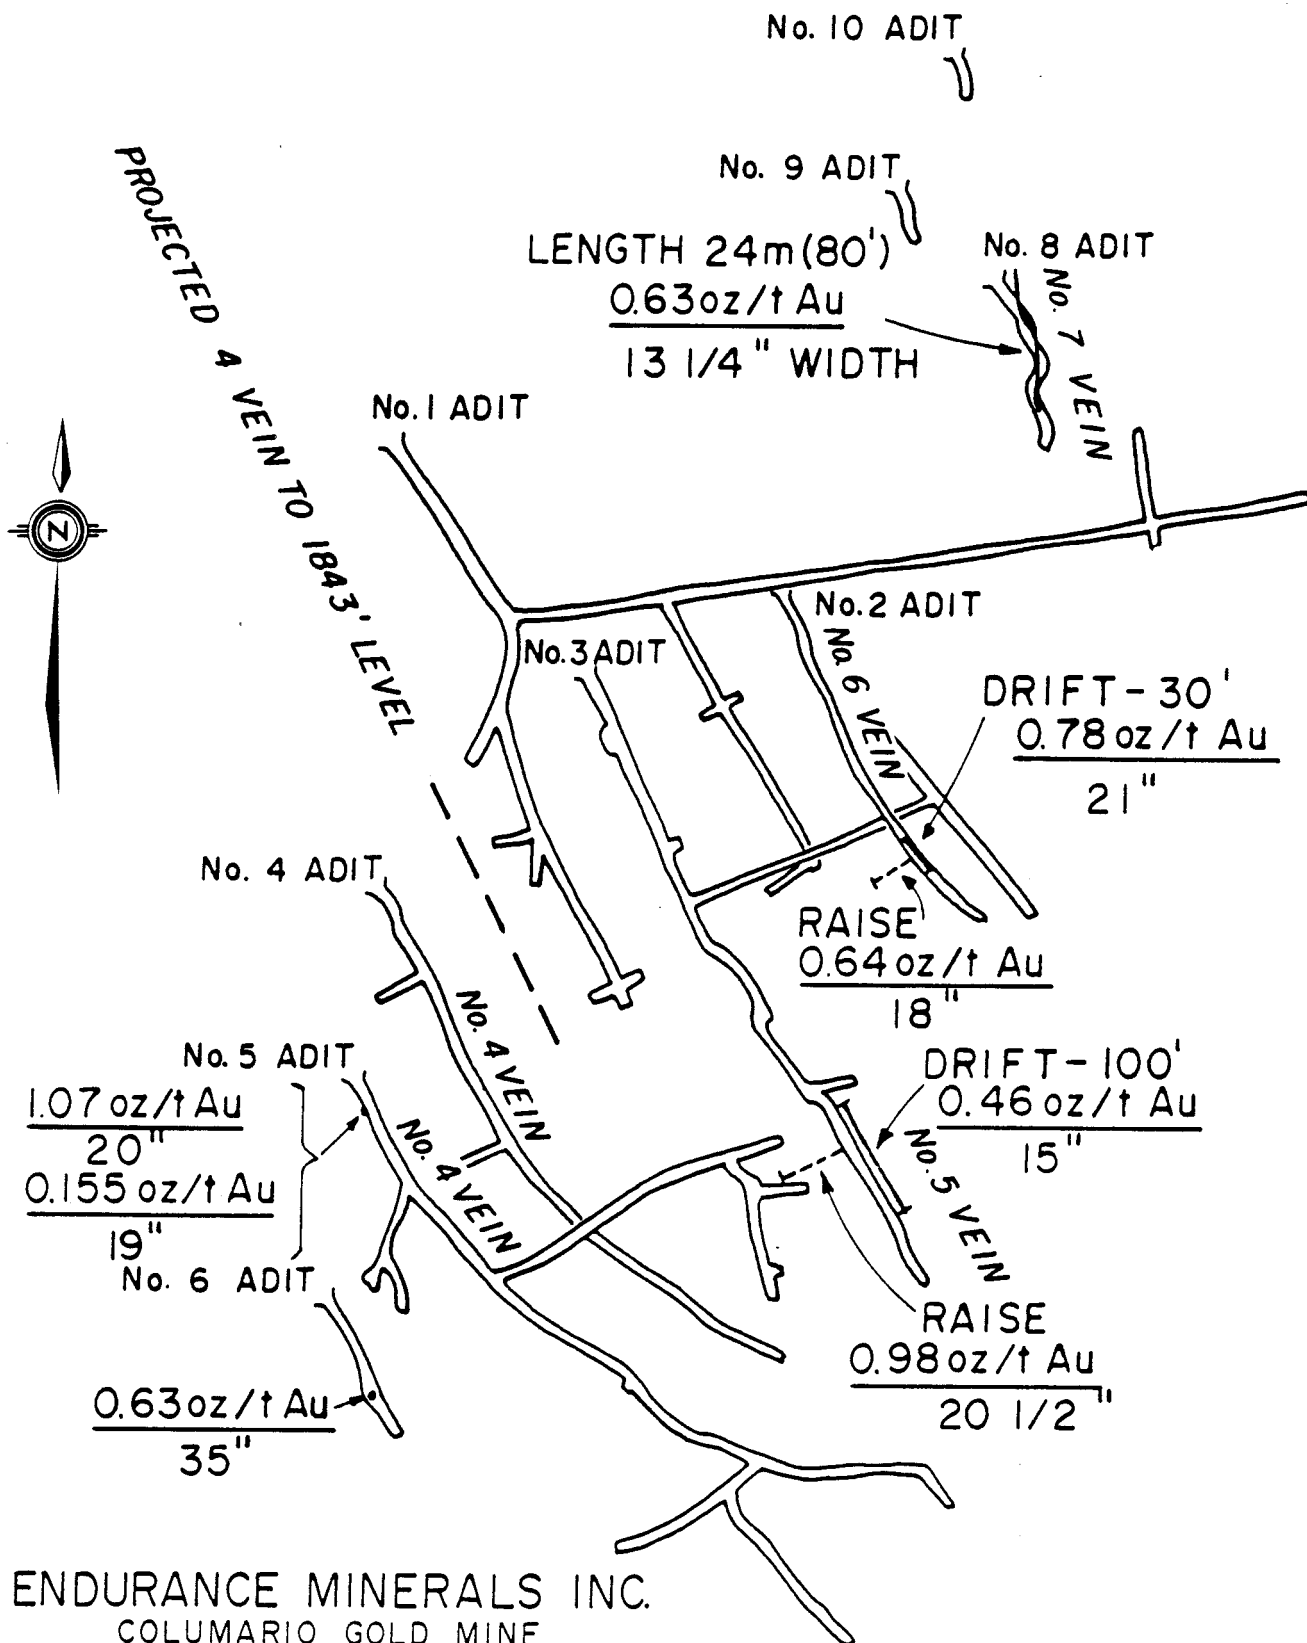 No. 10 ADIT
No. 9 ADIT
LENGTH 24m (80')
0.63 oz/t Au
13 1/4" WIDTH
No. 8 ADIT
No. 7 VEIN
PROJECTED 4 VEIN TO 1843' LEVEL
No. 1 ADIT
N
No. 2 ADIT
No. 3 ADIT
No. 6 VEIN
DRIFT - 30'
0.78 oz/t Au
21"
No. 4 ADIT
RAISE
0.64 oz/t Au
18"
No. 4 VEIN
No. 5 ADIT
1.07 oz/t Au
20"
0.155 oz/t Au
19"
No. 4 VEIN
DRIFT - 100'
0.46 oz/t Au
15"
No. 5 VEIN
No. 6 ADIT
RAISE
0.98 oz/t Au
20 1/2"
0.63 oz/t Au
35"
ENDURANCE MINERALS INC.
COLUMARIO GOLD MINE